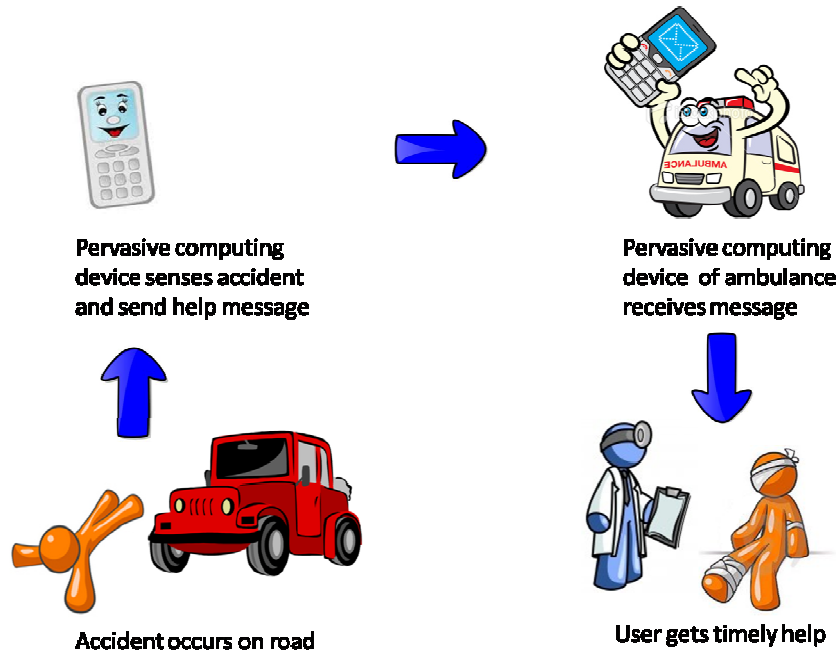 AMBULANCE
Pervasive computing
device senses accident
and send help message
Pervasive computing
device of ambulance
receives message
Accident occurs on road
User gets timely help